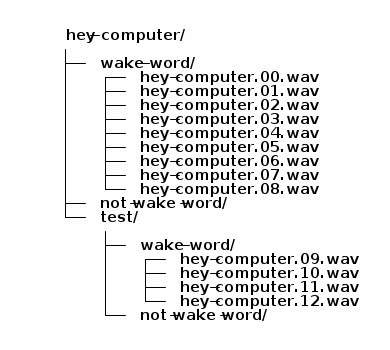 hey-computer/
wake-word/
hey-computer.00.wav
hey-computer.01.wav
hey-computer.02.wav
hey-computer.03.wav
hey-computer.04.wav
hey-computer.05.wav
hey-computer.06.wav
hey-computer.07.wav
hey-computer.08.wav
not-wake-word/
test/
wake-word/
hey-computer.09.wav
hey-computer.10.wav
hey-computer.11.wav
hey-computer.12.wav
not-wake-word/